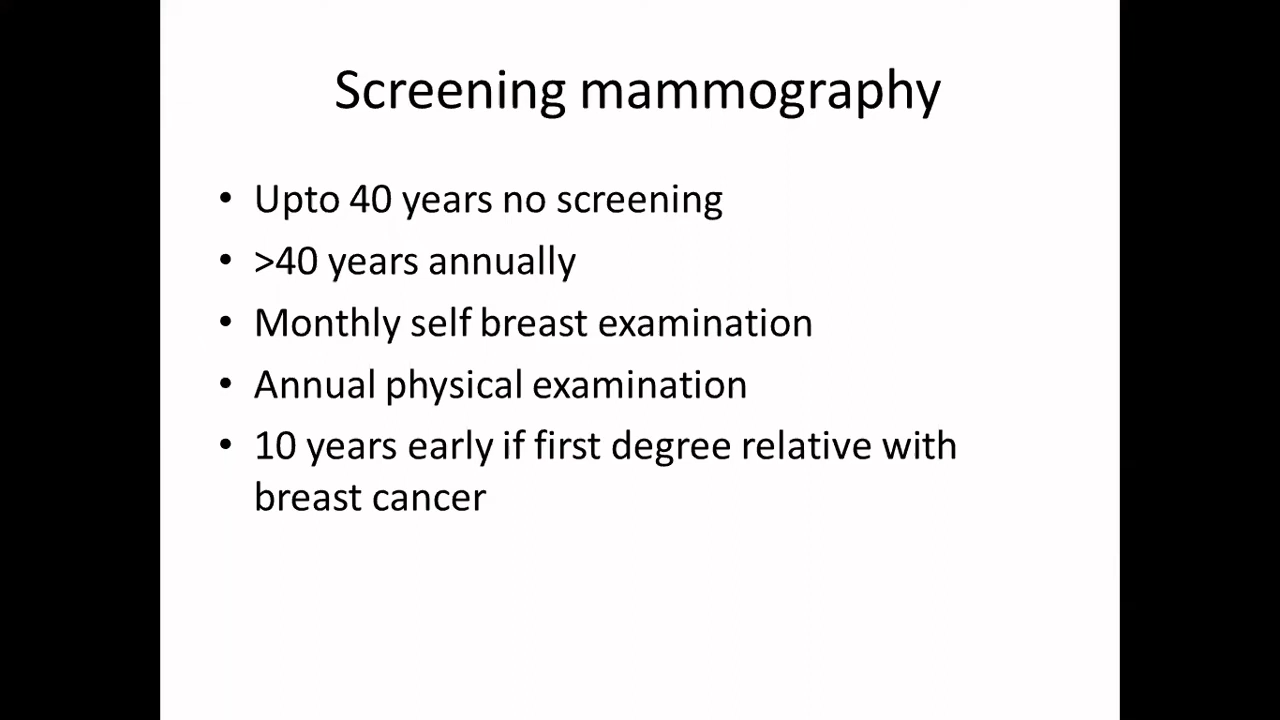 Screening mammography
• Upto 40 years no screening
• >40 years annually
• Monthly self breast examination
• Annual physical examination
• 10 years early if first degree relative with
breast cancer